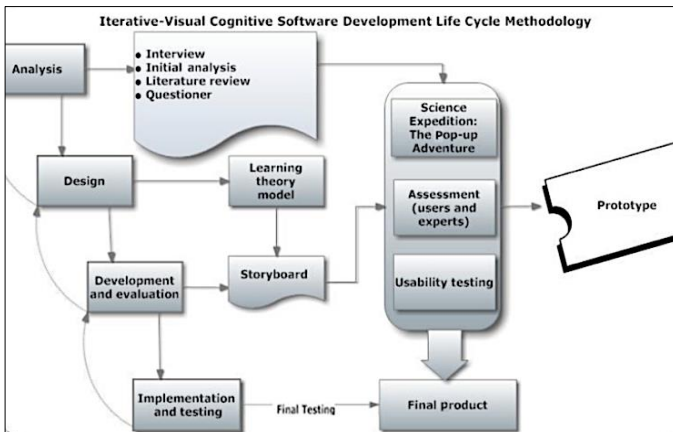 Iterative-Visual Cognitive Software Development Life Cycle Methodology
Analysis
• Interview
• Initial analysis
• Literature review
• Questioner
Science
Expedition:
The Pop-up
Adventure
Design
Learning
theory
model
Assessment
(users and
experts)
Prototype
Development
and evaluation
Storyboard
Usability testing
Implementation
and testing
Final Testing
Final product